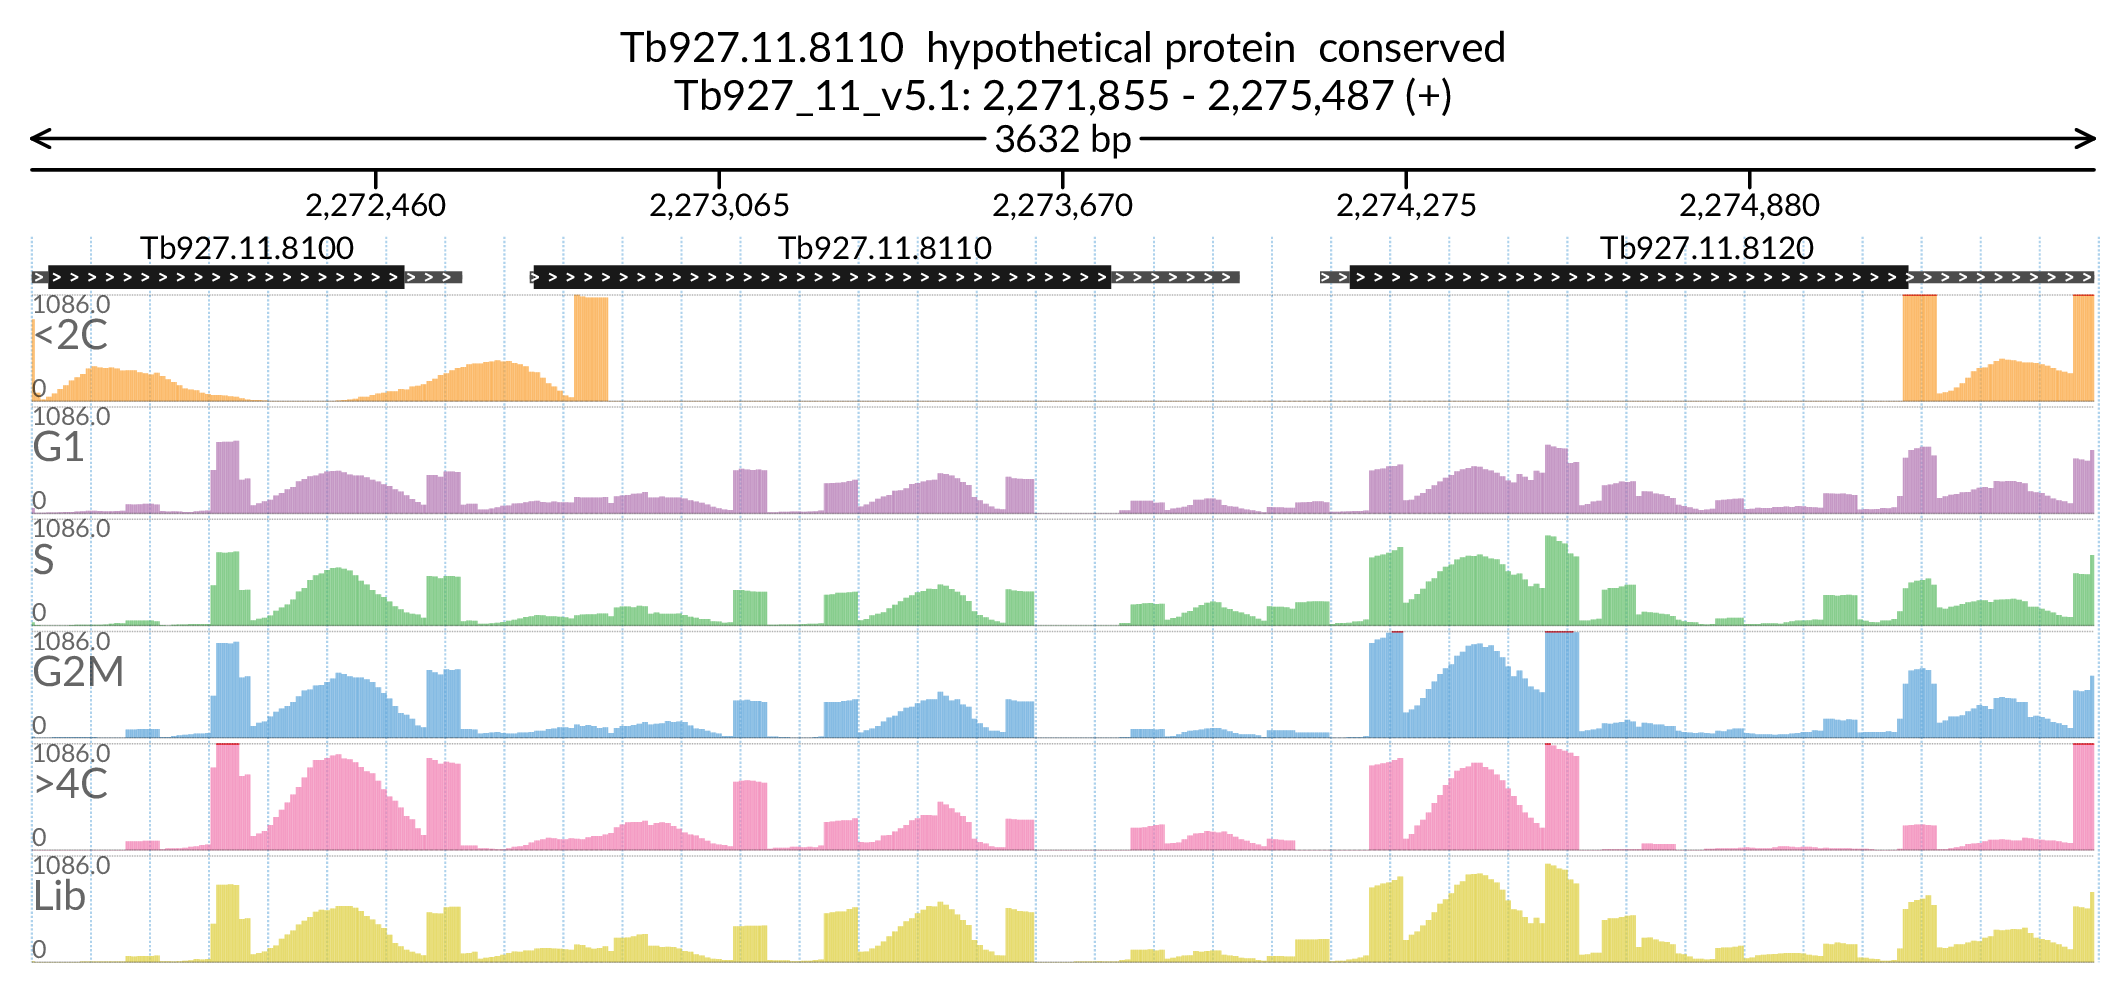 Tb927.11.8110  hypothetical protein  conserved
Tb927_11_v5.1: 2,271,855 - 2,275,487 (+)
3632 bp
2,272,460 2,273,065 2,273,670 2,274,275 2,274,880
Tb927.11.8100 Tb927.11.8110 Tb927.11.8120
1086.0
<2C
0
1086.0
G1
0
1086.0
S
0
1086.0
G2M
0
1086.0
>4C
0
1086.0
Lib
0